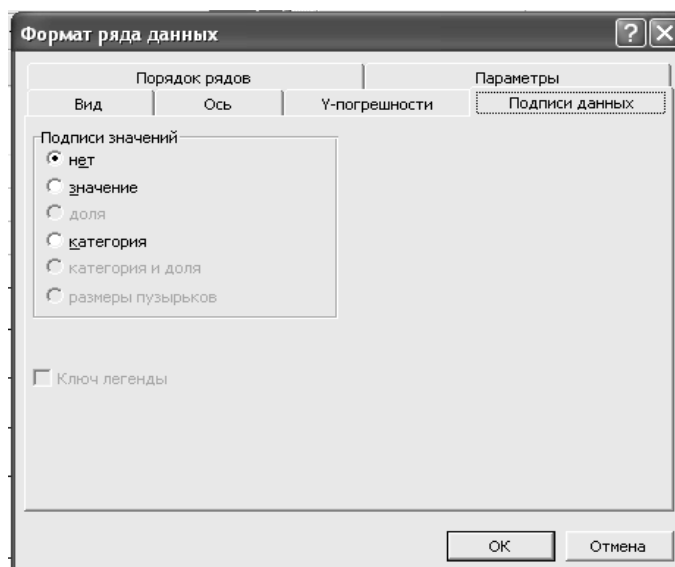 Формат ряда данных
Порядок рядов Параметры
Вид Ось Y-погрешности Подписи данных
Подписи значений
нет
значение
доля
категория
категория и доля
размеры пузырьков
Ключ легенды
ОК Отмена